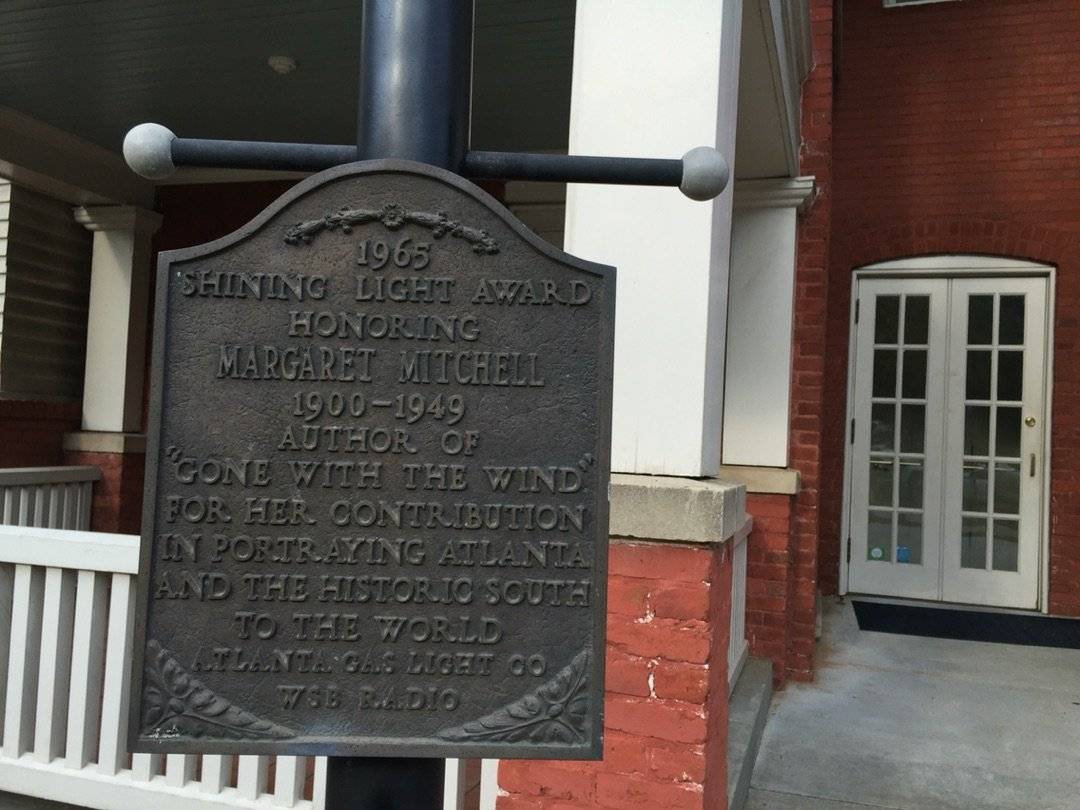 1965
SHINING LIGHT AWARD
HONORING
MARGARET MITCHELL
1900-1949
AUTHOR OF
"GONE WITH THE WIND"
FOR HER CONTRIBUTION
IN PORTRAYING ATLANTA
AND THE HISTORIC SOUTH
TO THE WORLD
ATLANTA GAS LIGHT CO
WSB RADIO